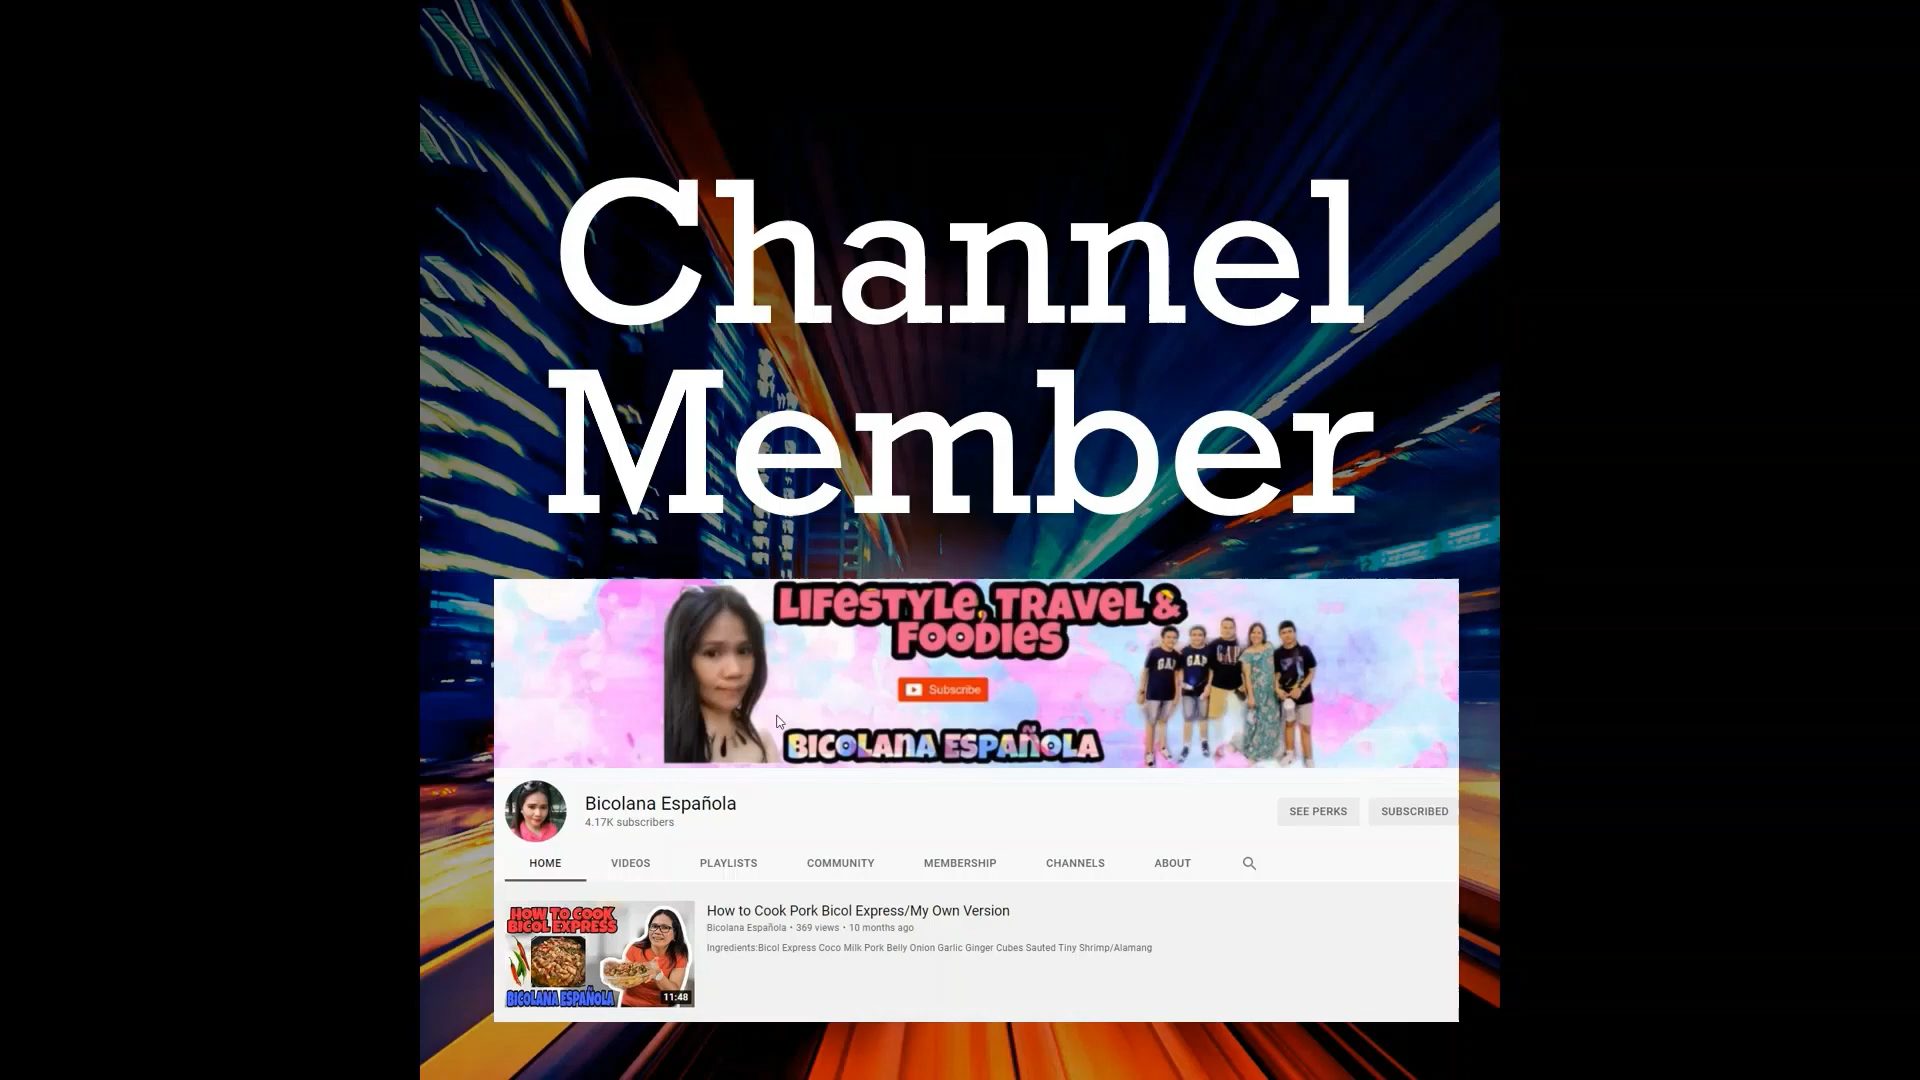 Channel
Member
LIFESTYLE, TRAVEL &
FOODIES
Subscribe
BICOLANA ESPAÑOLA
GAP
GAP
GAP
Bicolana Española
4.17K subscribers
SEE PERKS
SUBSCRIBED
HOME
VIDEOS
PLAYLISTS
COMMUNITY
MEMBERSHIP
CHANNELS
ABOUT
HOW TO COOK
BICOL EXPRESS
BICOLANA ESPAÑOLA
11:48
How to Cook Pork Bicol Express/My Own Version
Bicolana Española • 369 views • 10 months ago
Ingredients:Bicol Express Coco Milk Pork Belly Onion Garlic Ginger Cubes Sauted Tiny Shrimp/Alamang